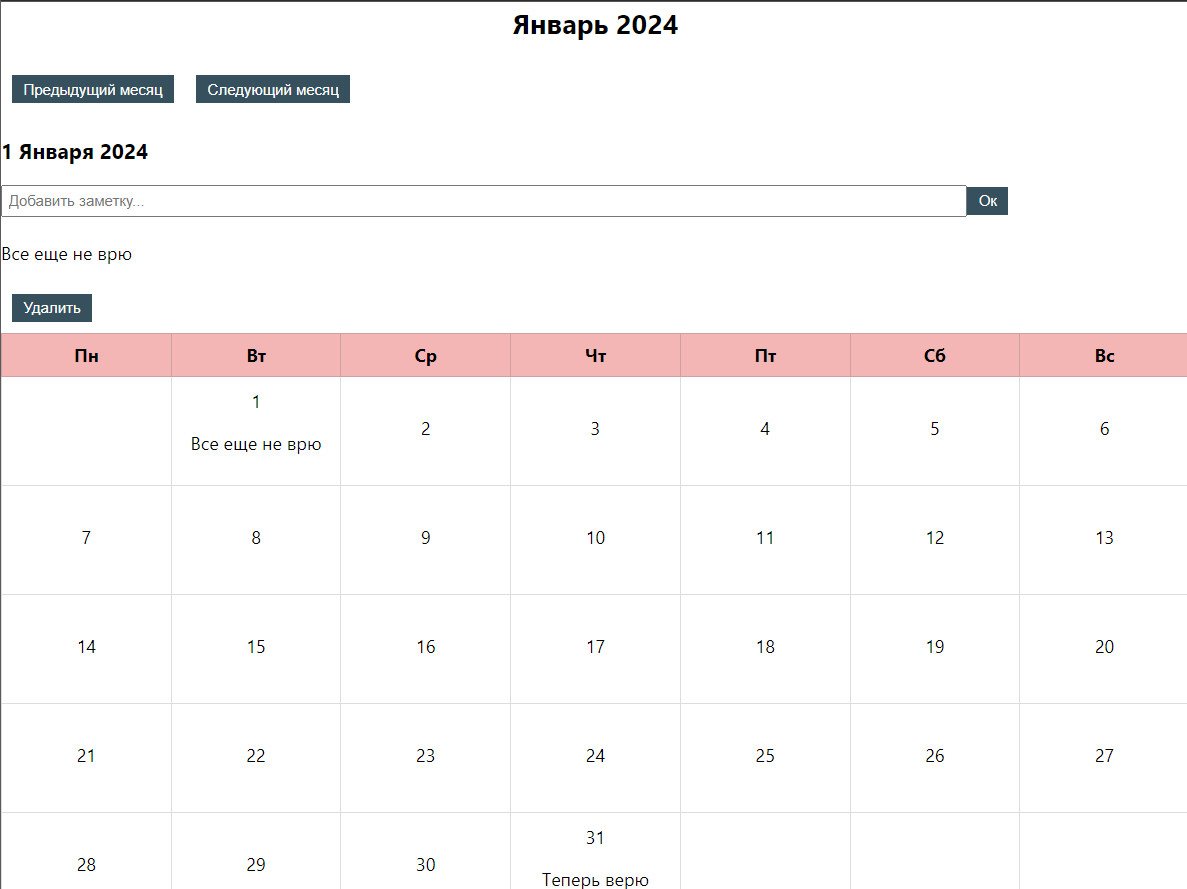 Январь 2024
Предыдущий месяц Следующий месяц
1 Января 2024
Добавить заметку... Ок
Все еще не врю
Удалить
Пн Вт Ср Чт Пт Сб Вс
1 2 3 4 5 6
Все еще не врю
7 8 9 10 11 12 13
14 15 16 17 18 19 20
21 22 23 24 25 26 27
28 29 30 31
Теперь верю